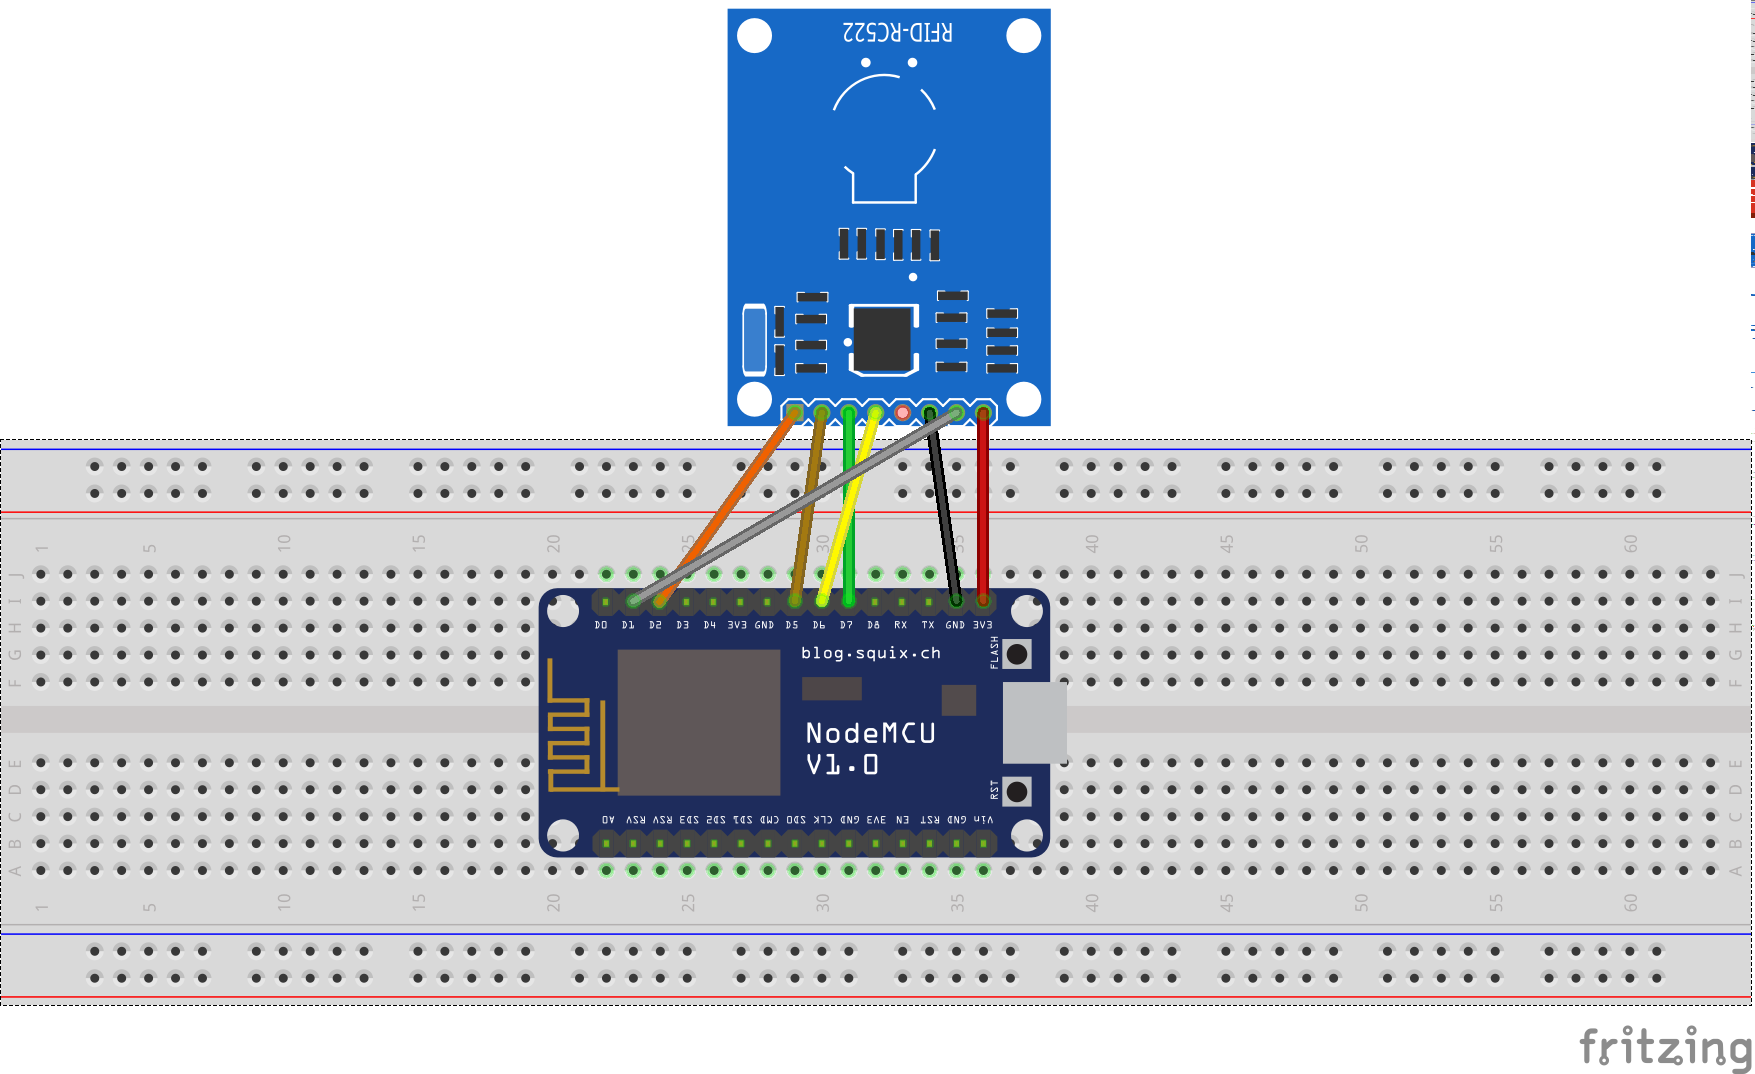 RFID-RC522
1 5 10 15 20 25 30 35 40 45 50 55 60
J J
I I
H H
G G
F F
D0 D1 D2 D3 D4 3V3 GND D5 D6 D7 D8 RX TX GND 3V3
FLASH
blog.squix.ch
NodeMCU
V1.0
RST
A0 RSV RSV SD3 SD2 SD1 CMD SD0 CLK GND 3V3 EN RST GND Vin
E E
D D
C C
B B
A A
1 5 10 15 20 25 30 35 40 45 50 55 60
fritzing